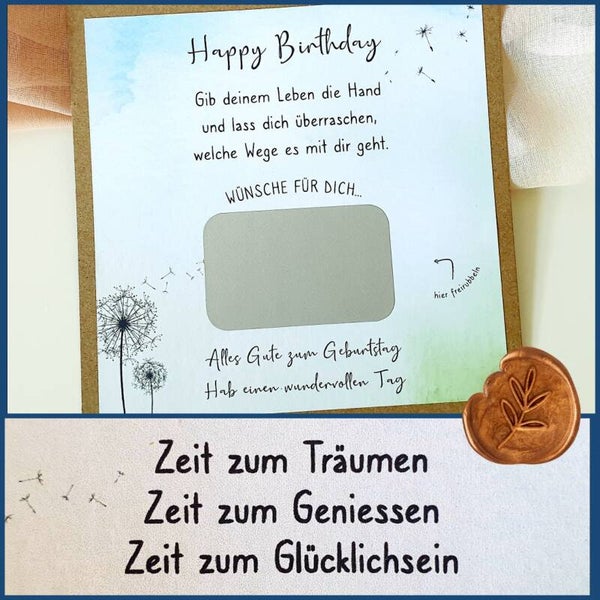 Happy Birthday
Gib deinem Leben die Hand
und lass dich überraschen,
welche Wege es mit dir geht.
WÜNSCHE FÜR DICH...
hier freirubbeln
Alles Gute zum Geburtstag
Hab einen wundervollen Tag
Zeit zum Träumen
Zeit zum Geniessen
Zeit zum Glücklichsein